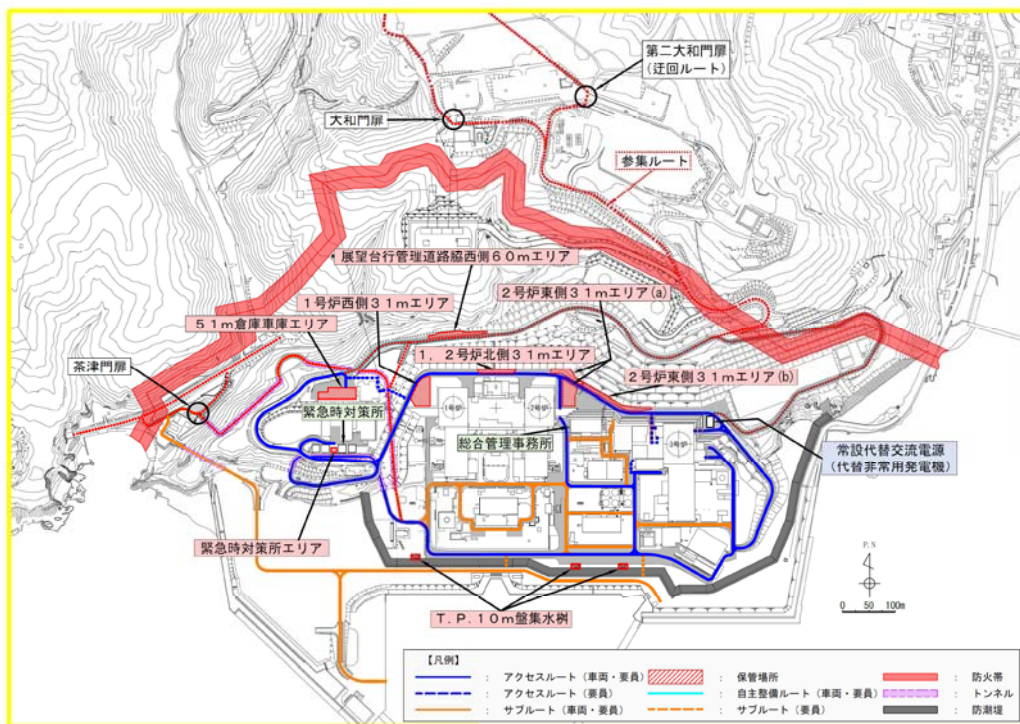 第二大和門扉
(迂回ルート)
大和門扉
参集ルート
展望台行管理道路脇西側60mエリア
1号炉西側31mエリア
2号炉東側31mエリア(a)
51m倉庫車庫エリア
1,2号炉北側31mエリア
茶津門扉
2号炉東側31mエリア(b)
緊急時対策所
1号炉
2号炉
総合管理事務所
3号炉
常設代替交流電源
(代替非常用発電機)
緊急時対策所エリア
P.N
0 50 100m
T.P.10m盤集水桝
【凡例】
: アクセスルート(車両・要員) : 保管場所 : 防火帯
: アクセスルート(要員) : 自主整備ルート(車両・要員) : トンネル
: サブルート(車両・要員) : サブルート(要員) : 防潮堤